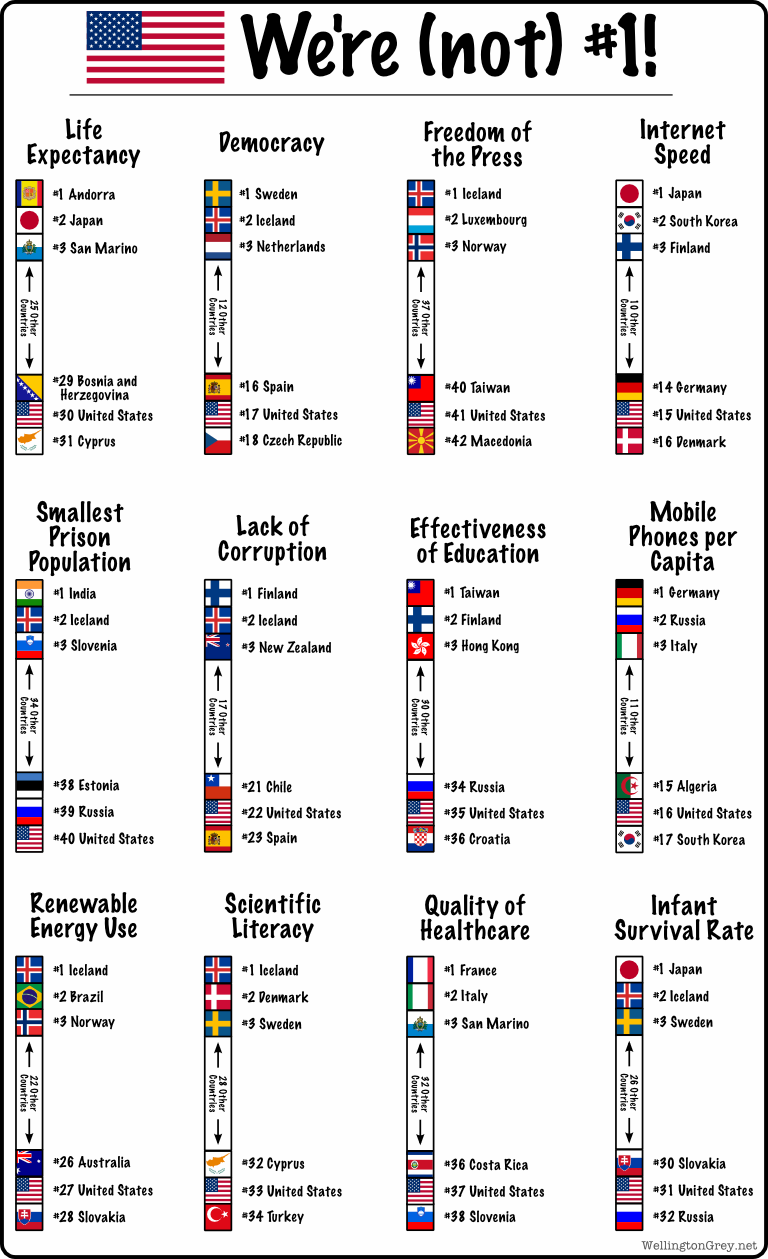 We're (not) #1!
Life
Expectancy
#1 Andorra
#2 Japan
#3 San Marino
25 Other
Countries
#29 Bosnia and
Herzegovina
#30 United States
#31 Cyprus
Democracy
#1 Sweden
#2 Iceland
#3 Netherlands
12 Other
Countries
#16 Spain
#17 United States
#18 Czech Republic
Freedom of
the Press
#1 Iceland
#2 Luxembourg
#3 Norway
37 Other
Countries
#40 Taiwan
#41 United States
#42 Macedonia
Internet
Speed
#1 Japan
#2 South Korea
#3 Finland
10 Other
Countries
#14 Germany
#15 United States
#16 Denmark
Smallest
Prison
Population
#1 India
#2 Iceland
#3 Slovenia
34 Other
Countries
#38 Estonia
#39 Russia
#40 United States
Lack of
Corruption
#1 Finland
#2 Iceland
#3 New Zealand
17 Other
Countries
#21 Chile
#22 United States
#23 Spain
Effectiveness
of Education
#1 Taiwan
#2 Finland
#3 Hong Kong
30 Other
Countries
#34 Russia
#35 United States
#36 Croatia
Mobile
Phones per
Capita
#1 Germany
#2 Russia
#3 Italy
11 Other
Countries
#15 Algeria
#16 United States
#17 South Korea
Renewable
Energy Use
#1 Iceland
#2 Brazil
#3 Norway
22 Other
Countries
#26 Australia
#27 United States
#28 Slovakia
Scientific
Literacy
#1 Iceland
#2 Denmark
#3 Sweden
28 Other
Countries
#32 Cyprus
#33 United States
#34 Turkey
Quality of
Healthcare
#1 France
#2 Italy
#3 San Marino
32 Other
Countries
#36 Costa Rica
#37 United States
#38 Slovenia
Infant
Survival Rate
#1 Japan
#2 Iceland
#3 Sweden
26 Other
Countries
#30 Slovakia
#31 United States
#32 Russia
WellingtonGrey.net